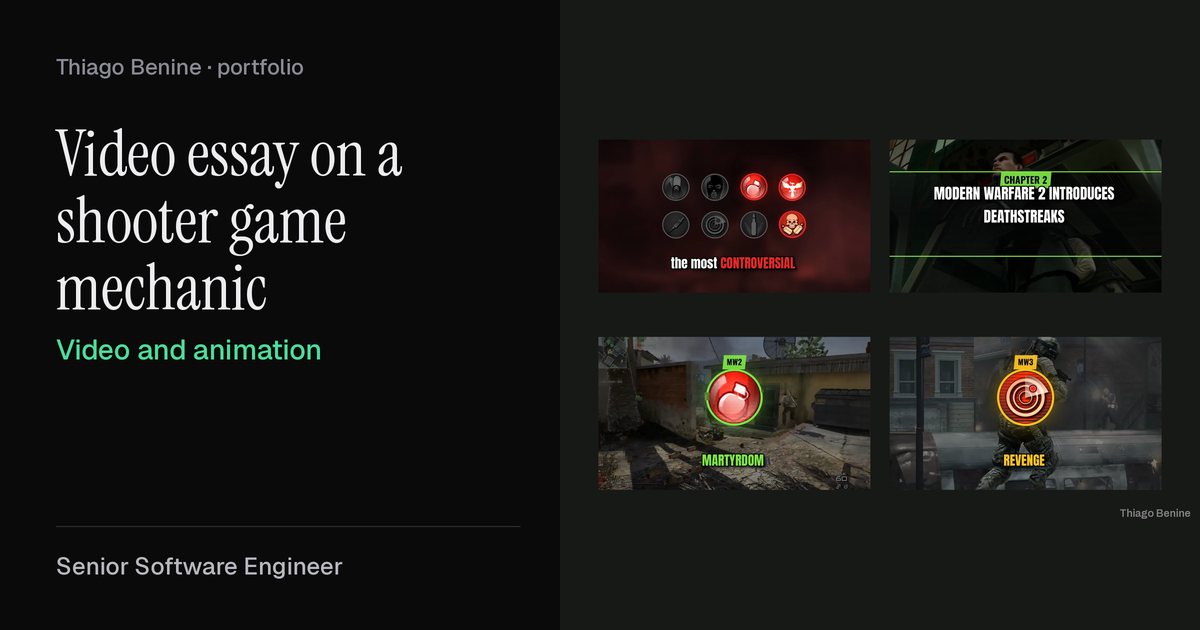 Thiago Benine · portfolio
Video essay on a
shooter game
mechanic
Video and animation
Senior Software Engineer
the most CONTROVERSIAL
CHAPTER 2
MODERN WARFARE 2 INTRODUCES
DEATHSTREAKS
MW2
MARTYRDOM
MW3
REVENGE
Thiago Benine